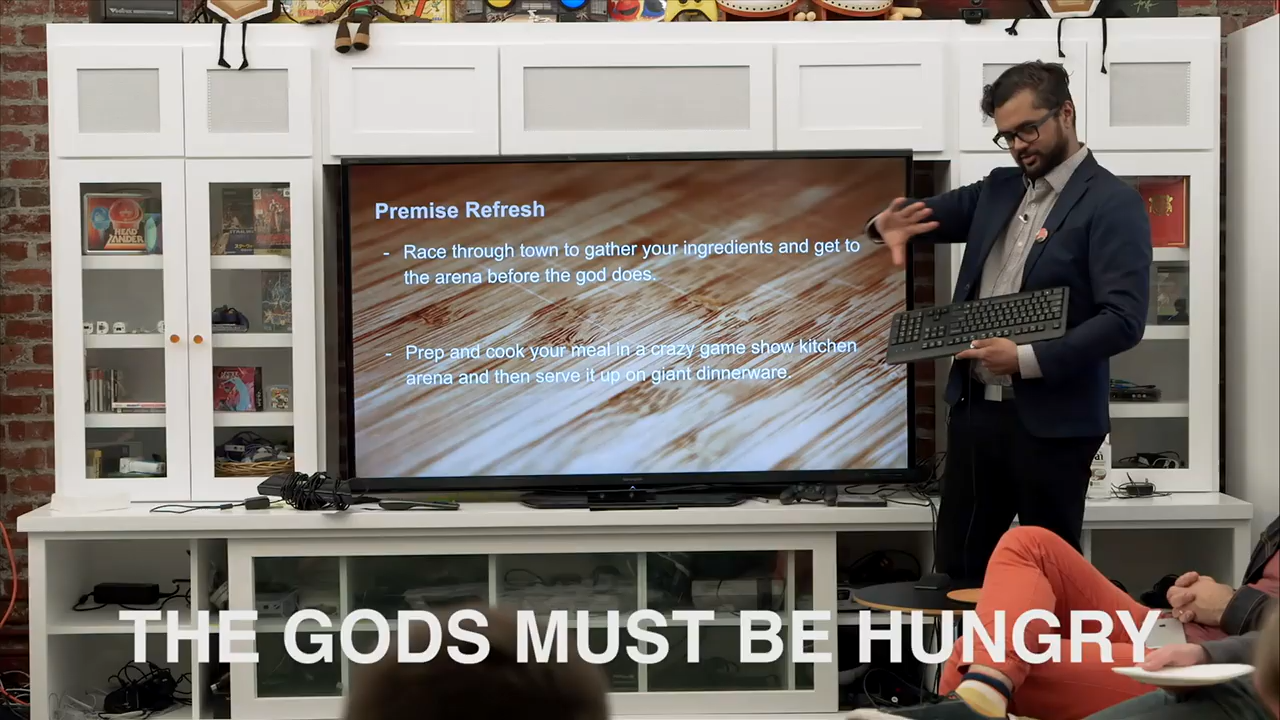 Premise Refresh
- Race through town to gather your ingredients and get to
the arena before the god does.
- Prep and cook your meal in a crazy game show kitchen
arena and then serve it up on giant dinnerware.
HEAD
LANDER
THE GODS MUST BE HUNGRY